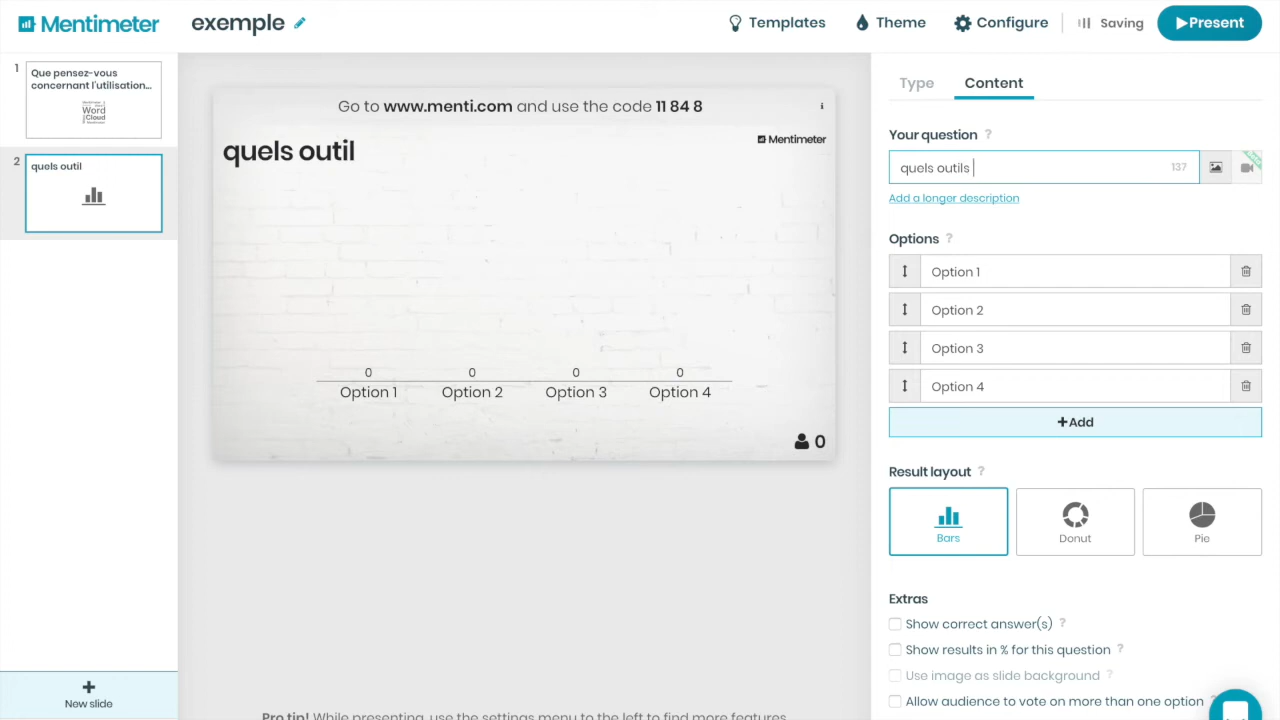 Mentimeter
exemple
Templates
Theme
Configure
Saving
Present
1
Que pensez-vous
concernant l'utilisation...
Word
Cloud
2
quels outil
New slide
Go to www.menti.com and use the code 11 84 8
i
quels outil
Mentimeter
0 0 0 0
Option 1 Option 2 Option 3 Option 4
0
Pro tip! While presenting, use the settings menu to the left to find more features
Type Content
Your question ?
quels outils 137
Add a longer description
Options ?
Option 1
Option 2
Option 3
Option 4
+Add
Result layout ?
Bars Donut Pie
Extras
Show correct answer(s) ?
Show results in % for this question ?
Use image as slide background ?
Allow audience to vote on more than one option ?